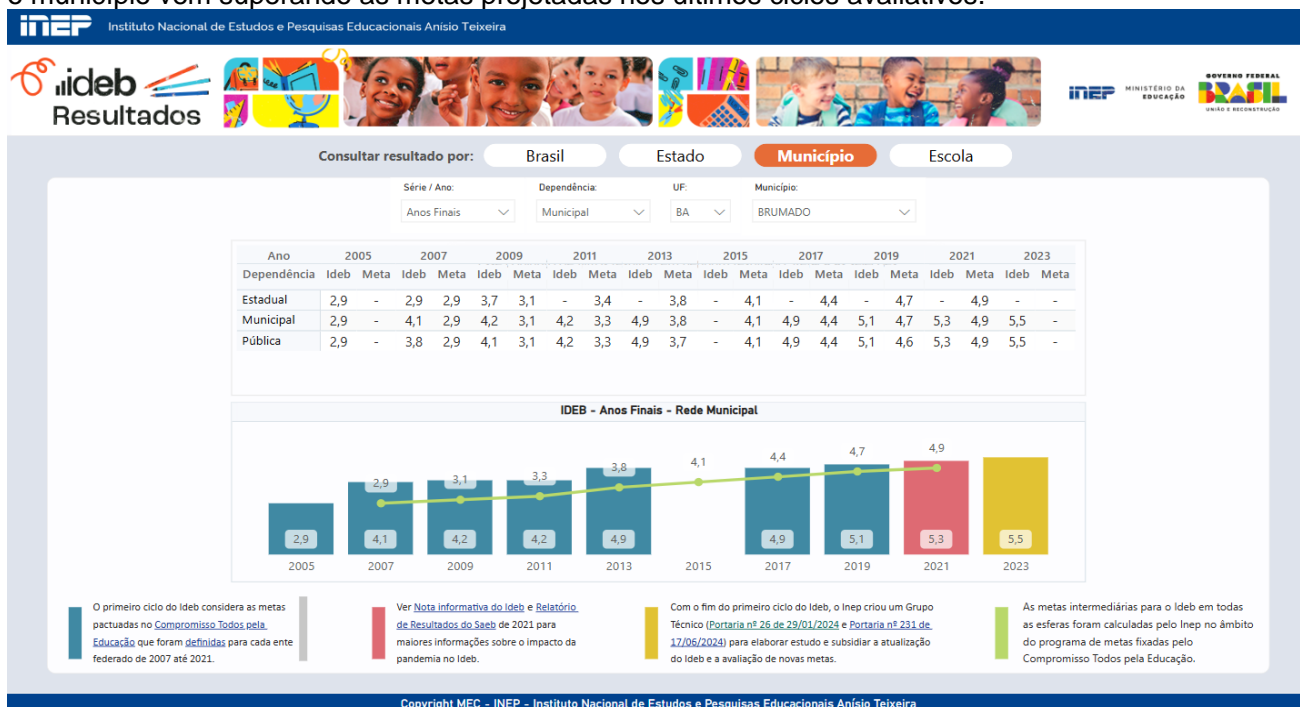 o município vem superando as metas projetadas nos últimos ciclos avaliativos.
inep Instituto Nacional de Estudos e Pesquisas Educacionais Anísio Teixeira
ideb
Resultados
inep MINISTÉRIO DA EDUCAÇÃO
GOVERNO FEDERAL
BRASIL
UNIÃO E RECONSTRUÇÃO
Consultar resultado por: Brasil Estado Município Escola
Série / Ano: Dependência: UF: Município:
Anos Finais Municipal BA BRUMADO
Ano 2005 2007 2009 2011 2013 2015 2017 2019 2021 2023
Dependência Ideb Meta Ideb Meta Ideb Meta Ideb Meta Ideb Meta Ideb Meta Ideb Meta Ideb Meta Ideb Meta Ideb Meta
Estadual 2,9 - 2,9 2,9 3,7 3,1 - 3,4 - 3,8 - 4,1 - 4,4 - 4,7 - 4,9 - -
Municipal 2,9 - 4,1 2,9 4,2 3,1 4,2 3,3 4,9 3,8 - 4,1 4,9 4,4 5,1 4,7 5,3 4,9 5,5 -
Pública 2,9 - 3,8 2,9 4,1 3,1 4,2 3,3 4,9 3,7 - 4,1 4,9 4,4 5,1 4,6 5,3 4,9 5,5 -
IDEB - Anos Finais - Rede Municipal
2,9 3,1 3,3 3,8 4,1 4,4 4,7 4,9
2,9 4,1 4,2 4,2 4,9 4,9 5,1 5,3 5,5
2005 2007 2009 2011 2013 2015 2017 2019 2021 2023
O primeiro ciclo do Ideb considera as metas
pactuadas no Compromisso Todos pela
Educação que foram definidas para cada ente
federado de 2007 até 2021.
Ver Nota informativa do Ideb e Relatório
de Resultados do Saeb de 2021 para
maiores informações sobre o impacto da
pandemia no Ideb.
Com o fim do primeiro ciclo do Ideb, o Inep criou um Grupo
Técnico (Portaria nº 26 de 29/01/2024 e Portaria nº 231 de
17/06/2024) para elaborar estudo e subsidiar a atualização
do Ideb e a avaliação de novas metas.
As metas intermediárias para o Ideb em todas
as esferas foram calculadas pelo Inep no âmbito
do programa de metas fixadas pelo
Compromisso Todos pela Educação.
Copyright MEC - INEP - Instituto Nacional de Estudos e Pesquisas Educacionais Anísio Teixeira